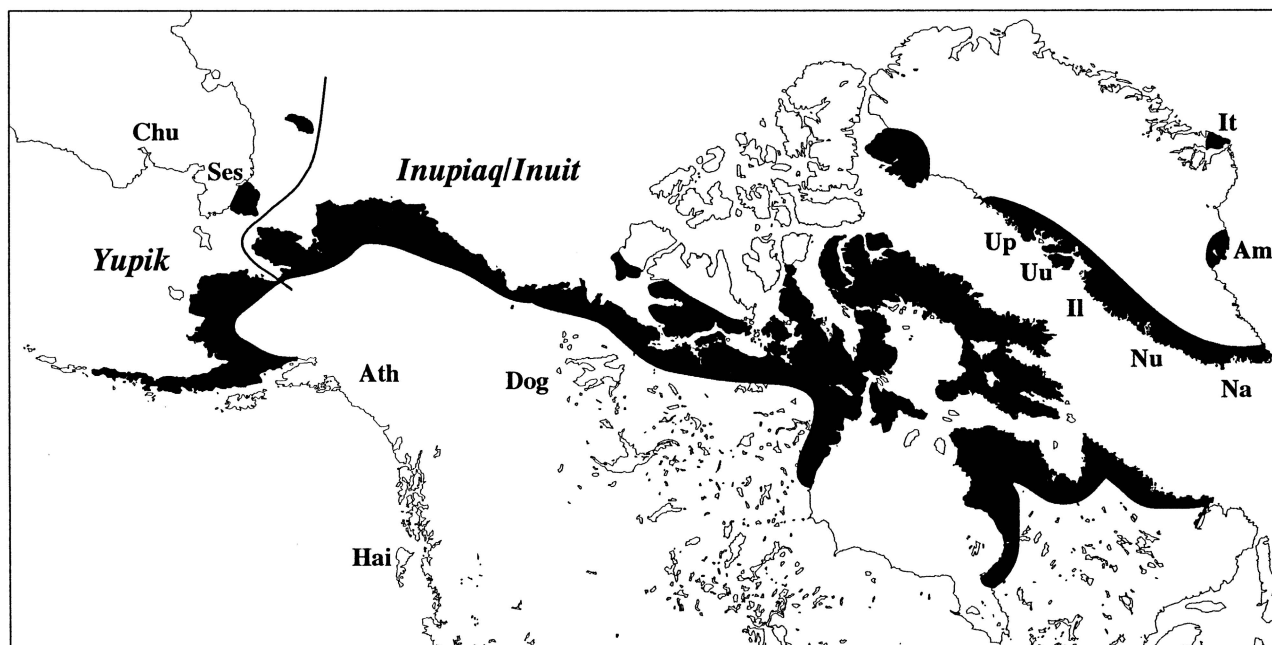 Chu
It
Ses
Inupiaq/Inuit
Up
Am
Yupik
Uu
Il
Nu
Ath
Dog
Na
Hai